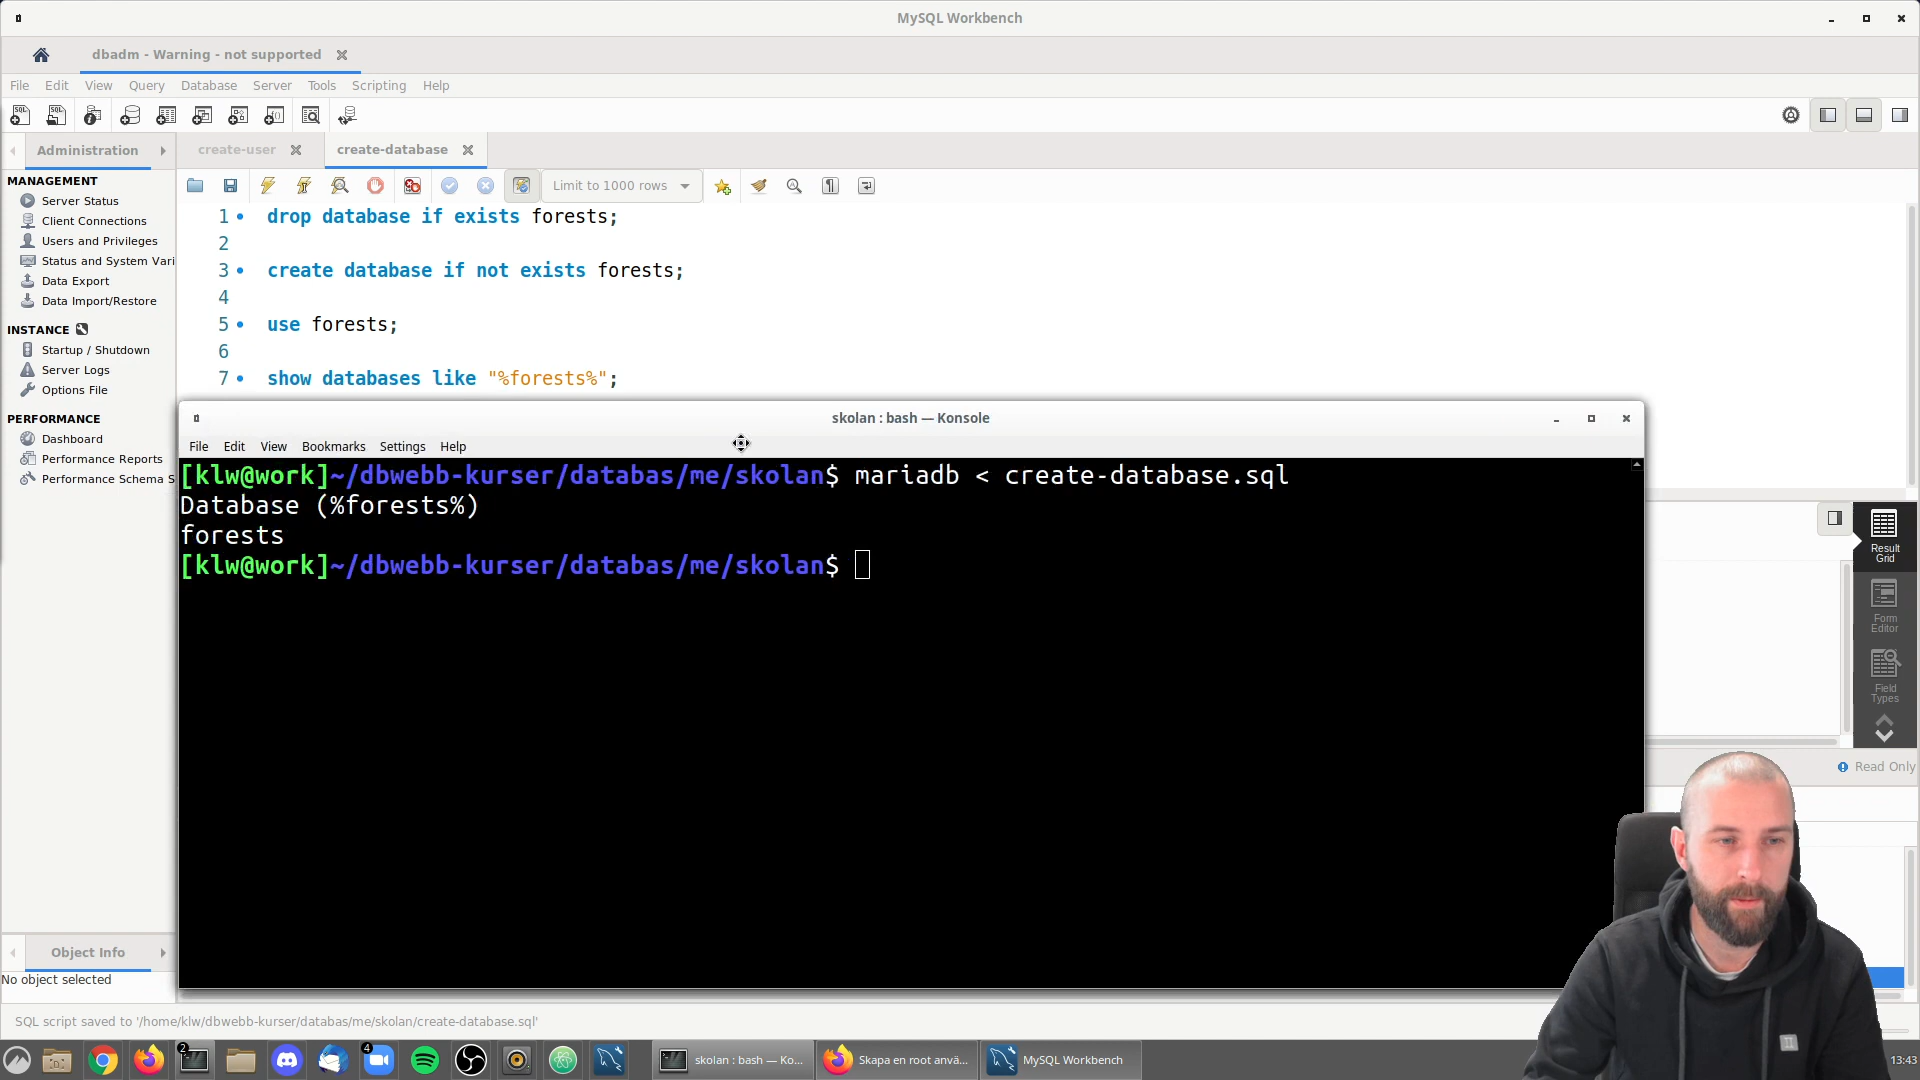 MySQL Workbench
dbadm - Warning - not supported
File Edit View Query Database Server Tools Scripting Help
Administration
create-user
create-database
MANAGEMENT
Server Status
Client Connections
Users and Privileges
Status and System Vari
Data Export
Data Import/Restore
INSTANCE
Startup / Shutdown
Server Logs
Options File
PERFORMANCE
Dashboard
Performance Reports
Performance Schema S
Limit to 1000 rows
1 drop database if exists forests;
2
3 create database if not exists forests;
4
5 use forests;
6
7 show databases like "%forests%";
skolan : bash — Konsole
File Edit View Bookmarks Settings Help
[klw@work]~/dbwebb-kurser/databas/me/skolan$ mariadb < create-database.sql
Database (%forests%)
forests
[klw@work]~/dbwebb-kurser/databas/me/skolan$
Result
Grid
Form
Editor
Field
Types
Read Only
Object Info
No object selected
SQL script saved to '/home/klw/dbwebb-kurser/databas/me/skolan/create-database.sql'
2
4
skolan : bash — Ko...
Skapa en root anvä...
MySQL Workbench
13:43